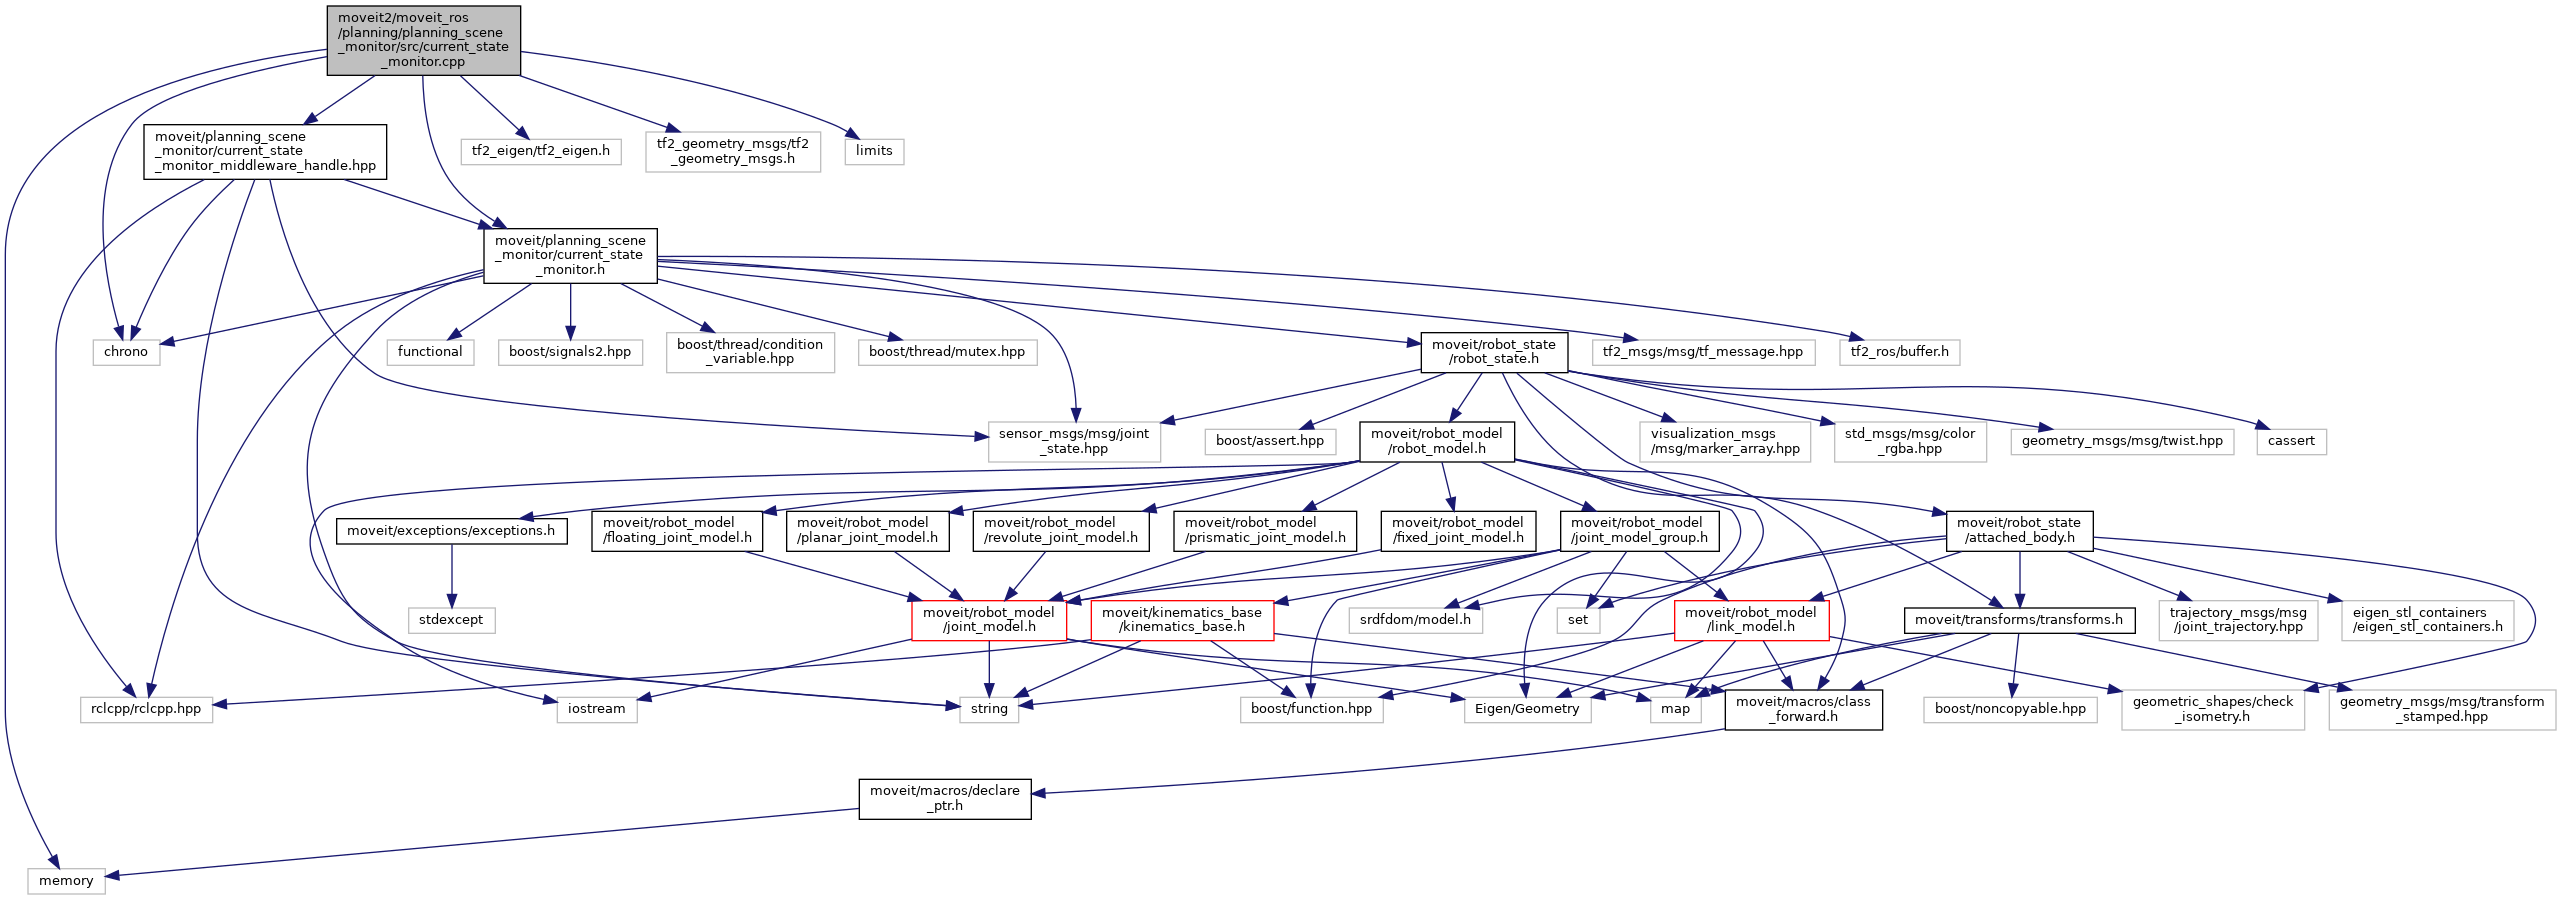 moveit2/moveit_ros
/planning/planning_scene
_monitor/src/current_state
_monitor.cpp
moveit/planning_scene
_monitor/current_state
_monitor_middleware_handle.hpp
tf2_eigen/tf2_eigen.h
tf2_geometry_msgs/tf2
_geometry_msgs.h
limits
moveit/planning_scene
_monitor/current_state
_monitor.h
chrono
functional
boost/signals2.hpp
boost/thread/condition
_variable.hpp
boost/thread/mutex.hpp
moveit/robot_state
/robot_state.h
tf2_msgs/msg/tf_message.hpp
tf2_ros/buffer.h
sensor_msgs/msg/joint
_state.hpp
boost/assert.hpp
moveit/robot_model
/robot_model.h
visualization_msgs
/msg/marker_array.hpp
std_msgs/msg/color
_rgba.hpp
geometry_msgs/msg/twist.hpp
cassert
moveit/exceptions/exceptions.h
moveit/robot_model
/floating_joint_model.h
moveit/robot_model
/planar_joint_model.h
moveit/robot_model
/revolute_joint_model.h
moveit/robot_model
/prismatic_joint_model.h
moveit/robot_model
/fixed_joint_model.h
moveit/robot_model
/joint_model_group.h
moveit/robot_state
/attached_body.h
stdexcept
moveit/robot_model
/joint_model.h
moveit/kinematics_base
/kinematics_base.h
srdfdom/model.h
set
moveit/robot_model
/link_model.h
moveit/transforms/transforms.h
trajectory_msgs/msg
/joint_trajectory.hpp
eigen_stl_containers
/eigen_stl_containers.h
rclcpp/rclcpp.hpp
iostream
string
boost/function.hpp
Eigen/Geometry
map
moveit/macros/class
_forward.h
boost/noncopyable.hpp
geometric_shapes/check
_isometry.h
geometry_msgs/msg/transform
_stamped.hpp
moveit/macros/declare
_ptr.h
memory